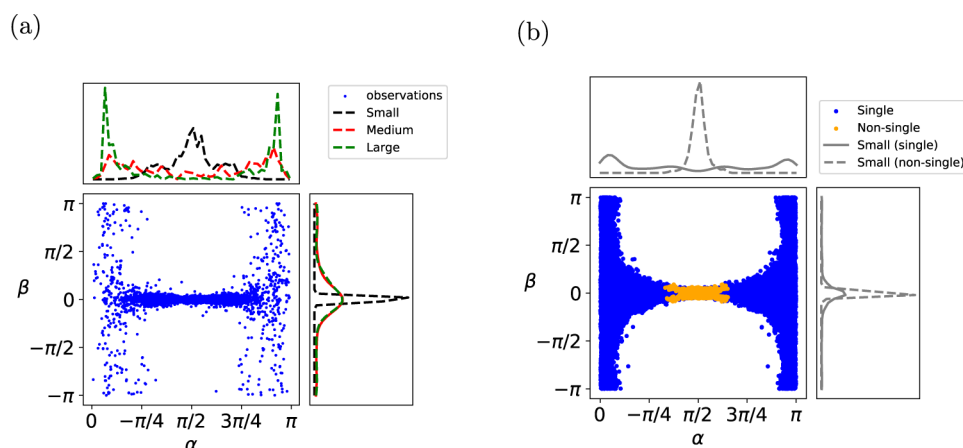 (a)
observations
Small
Medium
Large
π
π/2
β
0
−π/2
−π
0
−π/4
π/2
3π/4
π
α
(b)
Single
Non-single
Small (single)
Small (non-single)
π
π/2
β
0
−π/2
−π
0
−π/4
π/2
3π/4
π
α